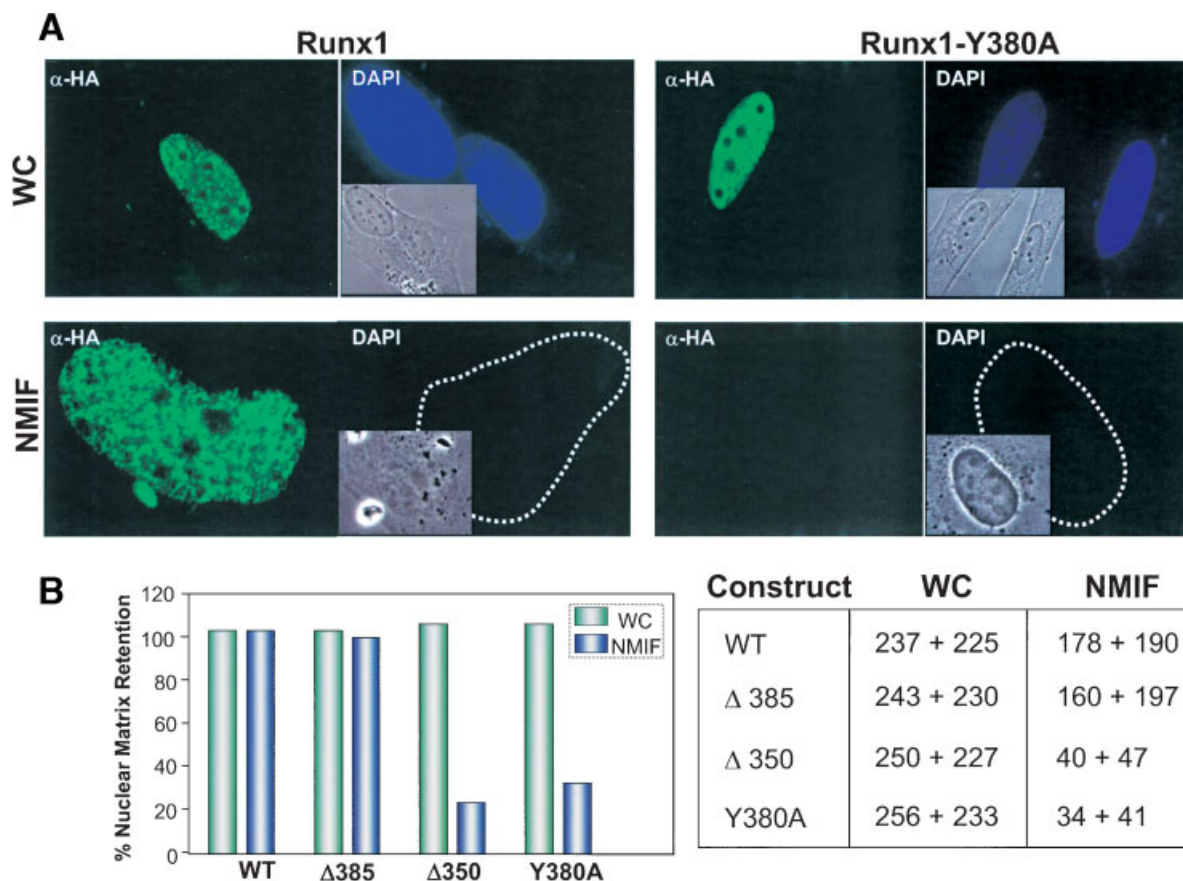 A
Runx1
Runx1-Y380A
WC
α-HA
DAPI
α-HA
DAPI
NMIF
α-HA
DAPI
α-HA
DAPI
B
% Nuclear Matrix Retention
120
100
80
60
40
20
0
WC
NMIF
WT
Δ385
Δ350
Y380A
Construct WC NMIF
WT 237 + 225 178 + 190
Δ 385 243 + 230 160 + 197
Δ 350 250 + 227 40 + 47
Y380A 256 + 233 34 + 41